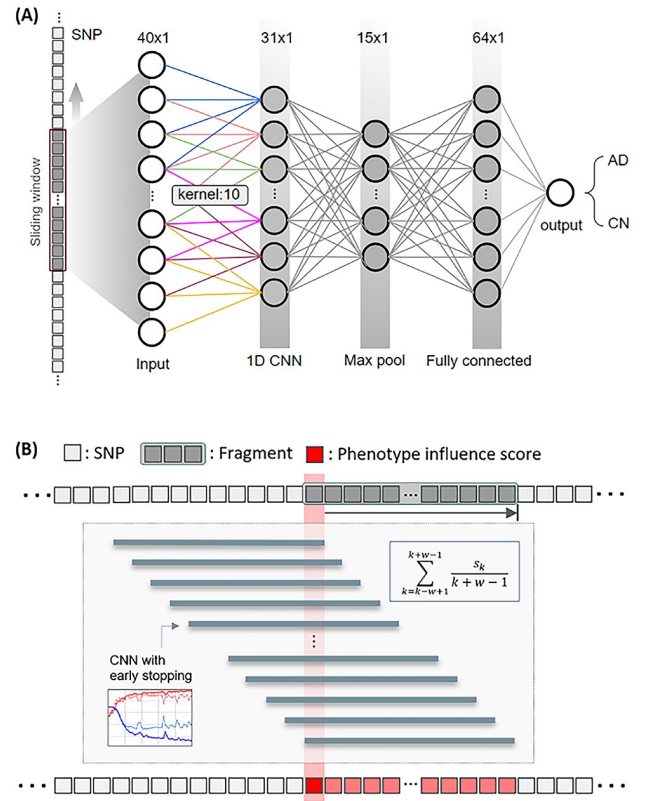 (A)
SNP
40x1
31x1
15x1
64x1
Sliding window
kernel:10
AD
CN
output
Input
1D CNN
Max pool
Fully connected
(B)
: SNP
: Fragment
: Phenotype influence score
k+w−1
∑ s_k / k + w − 1
k=k−w+1
CNN with
early stopping